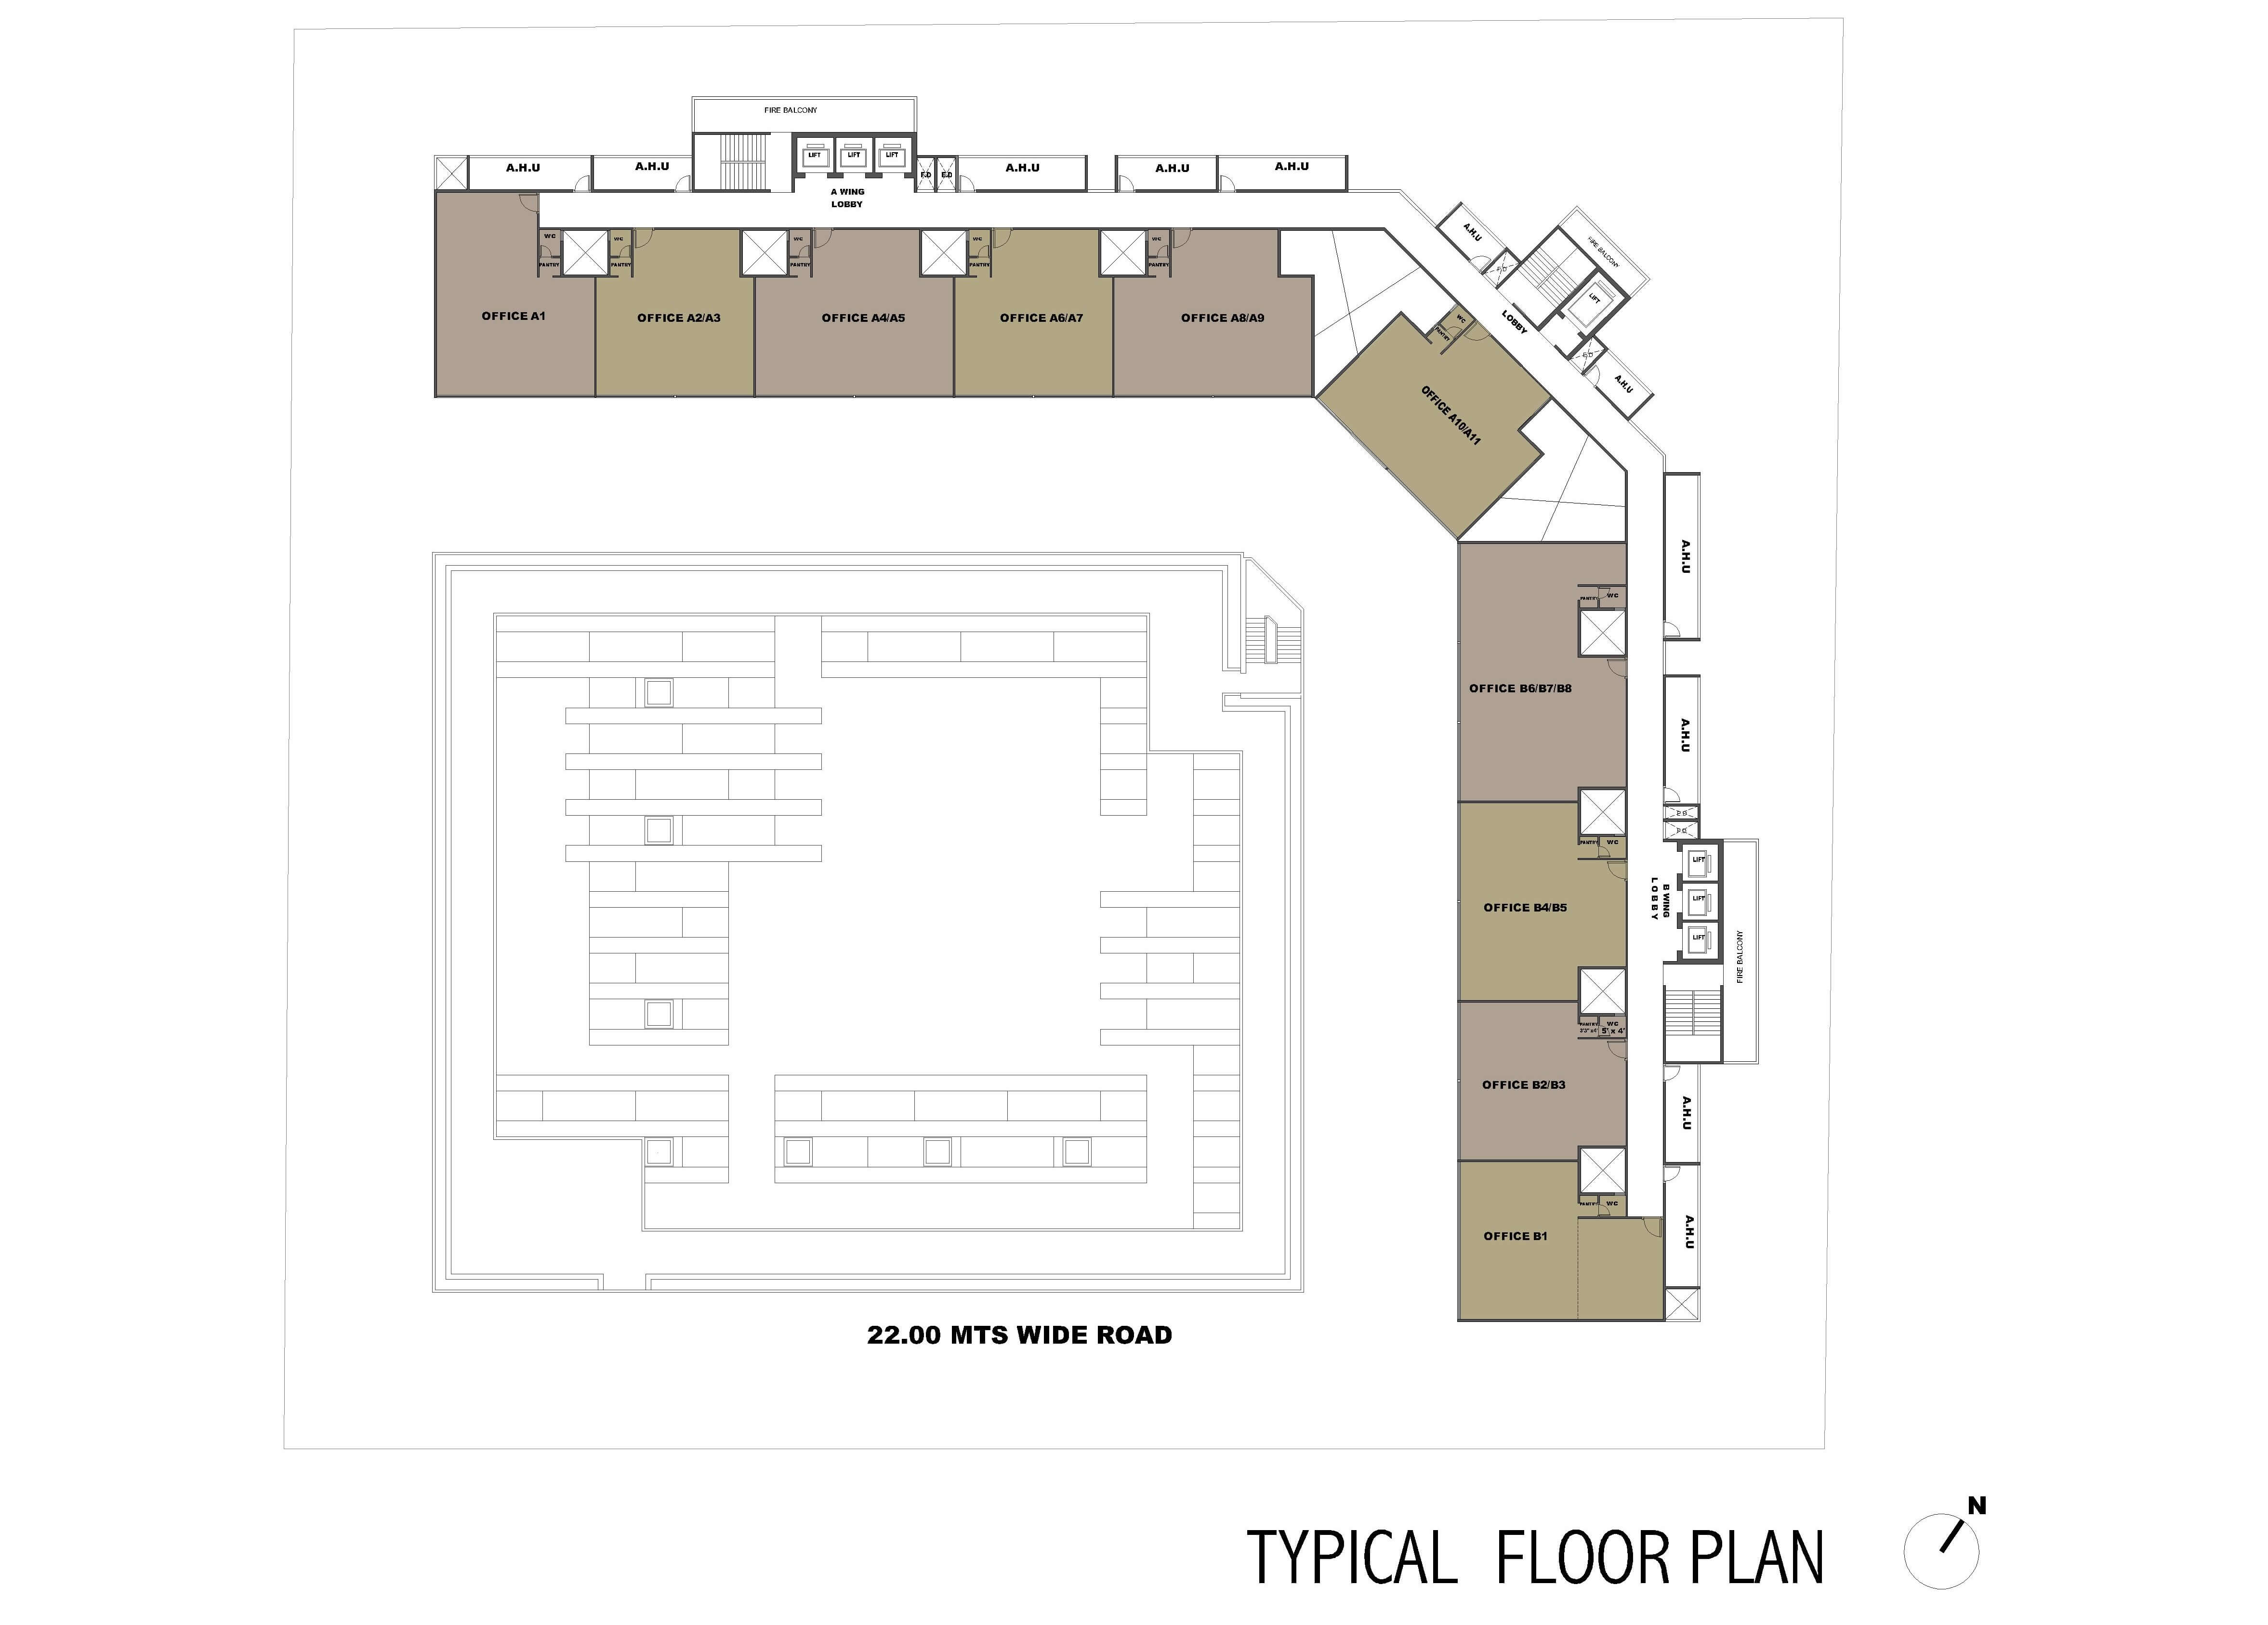 FIRE BALCONY
A.H.U
A.H.U
LIFT
LIFT
LIFT
E.D
E.D
A.H.U
A.H.U
A.H.U
A WING
LOBBY
WC
PANTRY
WC
PANTRY
WC
PANTRY
WC
PANTRY
WC
PANTRY
OFFICE A1
OFFICE A2/A3
OFFICE A4/A5
OFFICE A6/A7
OFFICE A8/A9
A.H.U
F.D
FIRE BALCONY
LIFT
LOBBY
E.D
A.H.U
WC
PANTRY
OFFICE A10/A11
A.H.U
PANTRY
WC
OFFICE B6/B7/B8
A.H.U
E.D
F.D
PANTRY
WC
LIFT
LIFT
LIFT
B WING
LOBBY
FIRE BALCONY
OFFICE B4/B5
PANTRY
WC
3'3" x4'
5' x 4'
OFFICE B2/B3
A.H.U
PANTRY
WC
OFFICE B1
A.H.U
22.00 MTS WIDE ROAD
N
TYPICAL FLOOR PLAN